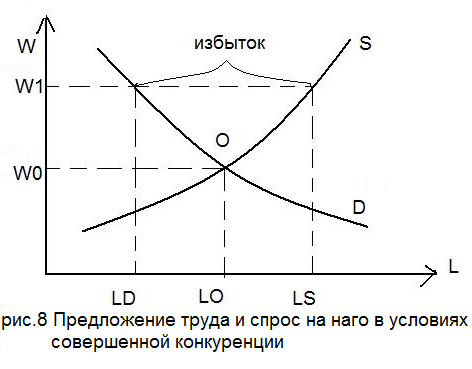 W
избыток
S
W1
O
W0
D
L
LD
LO
LS
рис.8 Предложение труда и спрос на наго в условиях
совершенной конкуренции